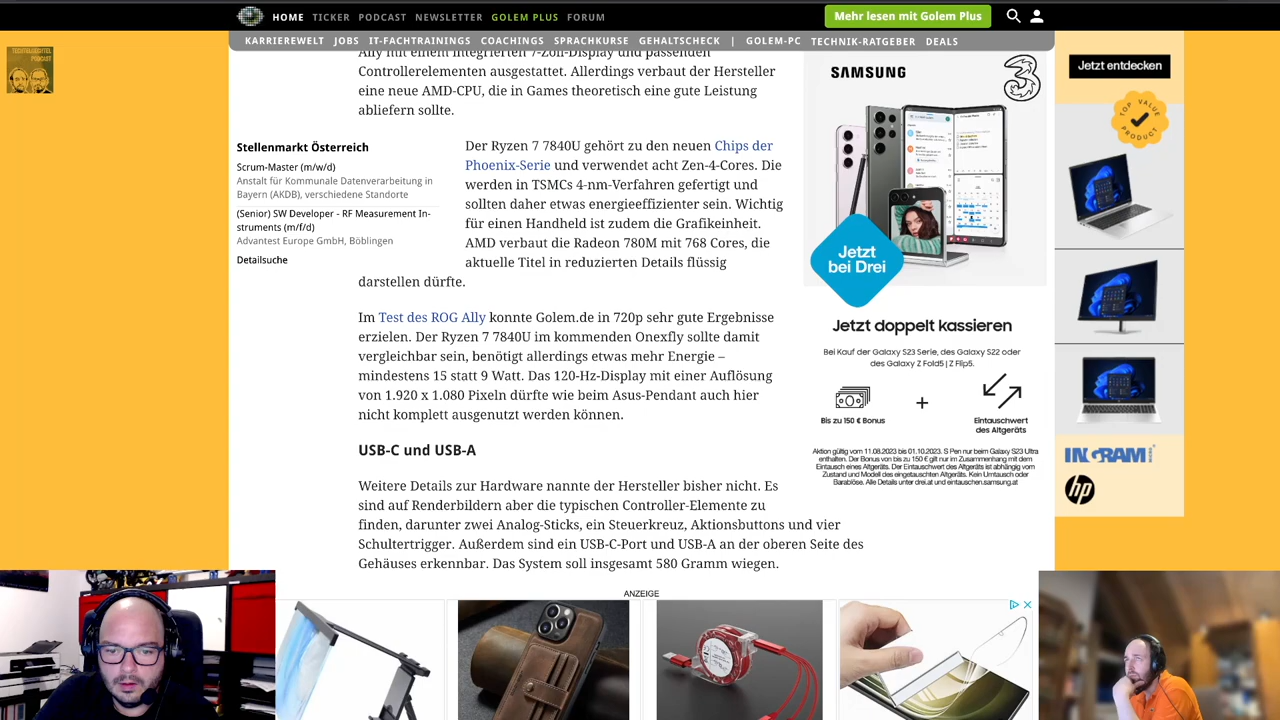 HOME TICKER PODCAST NEWSLETTER GOLEM PLUS FORUM
Mehr lesen mit Golem Plus
KARRIEREWELT JOBS IT-FACHTRAININGS COACHINGS SPRACHKURSE GEHALTSCHECK | GOLEM-PC TECHNIK-RATGEBER DEALS
TECHTELMECHTEL
PODCAST
Ally mit einem integrierten 7-Zoll-Display und passenden
Controllerelementen ausgestattet. Allerdings verbaut der Hersteller
eine neue AMD-CPU, die in Games theoretisch eine gute Leistung
abliefern sollte.
Stellenmarkt Österreich
Scrum-Master (m/w/d)
Anstalt für Kommunale Datenverarbeitung in
Bayern (AKDB), verschiedene Standorte
(Senior) SW Developer - RF Measurement In-
struments (m/f/d)
Advantest Europe GmbH, Böblingen
Detailsuche
Der Ryzen 7 7840U gehört zu den neuen Chips der
Phoenix-Serie und verwendet acht Zen-4-Cores. Die
werden in TSMCs 4-nm-Verfahren gefertigt und
sollten daher etwas energieeffizienter sein. Wichtig
für einen Handheld ist zudem die Grafikeinheit.
AMD verbaut die Radeon 780M mit 768 Cores, die
aktuelle Titel in reduzierten Details flüssig
darstellen dürfte.
Im Test des ROG Ally konnte Golem.de in 720p sehr gute Ergebnisse
erzielen. Der Ryzen 7 7840U im kommenden Onexfly sollte damit
vergleichbar sein, benötigt allerdings etwas mehr Energie –
mindestens 15 statt 9 Watt. Das 120-Hz-Display mit einer Auflösung
von 1.920 x 1.080 Pixeln dürfte wie beim Asus-Pendant auch hier
nicht komplett ausgenutzt werden können.
USB-C und USB-A
Weitere Details zur Hardware nannte der Hersteller bisher nicht. Es
sind auf Renderbildern aber die typischen Controller-Elemente zu
finden, darunter zwei Analog-Sticks, ein Steuerkreuz, Aktionsbuttons und vier
Schultertrigger. Außerdem sind ein USB-C-Port und USB-A an der oberen Seite des
Gehäuses erkennbar. Das System soll insgesamt 580 Gramm wiegen.
ANZEIGE
SAMSUNG
3
Jetzt
bei Drei
Jetzt doppelt kassieren
Bei Kauf der Galaxy S23 Serie, des Galaxy S22 oder
des Galaxy Z Fold5 | Z Flip5.
Bis zu 150 € Bonus
+
Eintauschwert
des Altgeräts
Aktion gültig vom 11.08.2023 bis 01.10.2023. S Pen nur beim Galaxy S23 Ultra
enthalten. Der Bonus von bis zu 150 € gilt nur im Zusammenhang mit dem
Eintausch eines Altgeräts. Der Eintauschwert des Altgeräts ist abhängig vom
Zustand und Modell des eingetauschten Altgeräts. Kein Umtausch oder
Barablöse. Alle Details unter drei.at und eintauschen.samsung.at
Jetzt entdecken
TOP VALUE
PRODUCT
INGRAM
hp